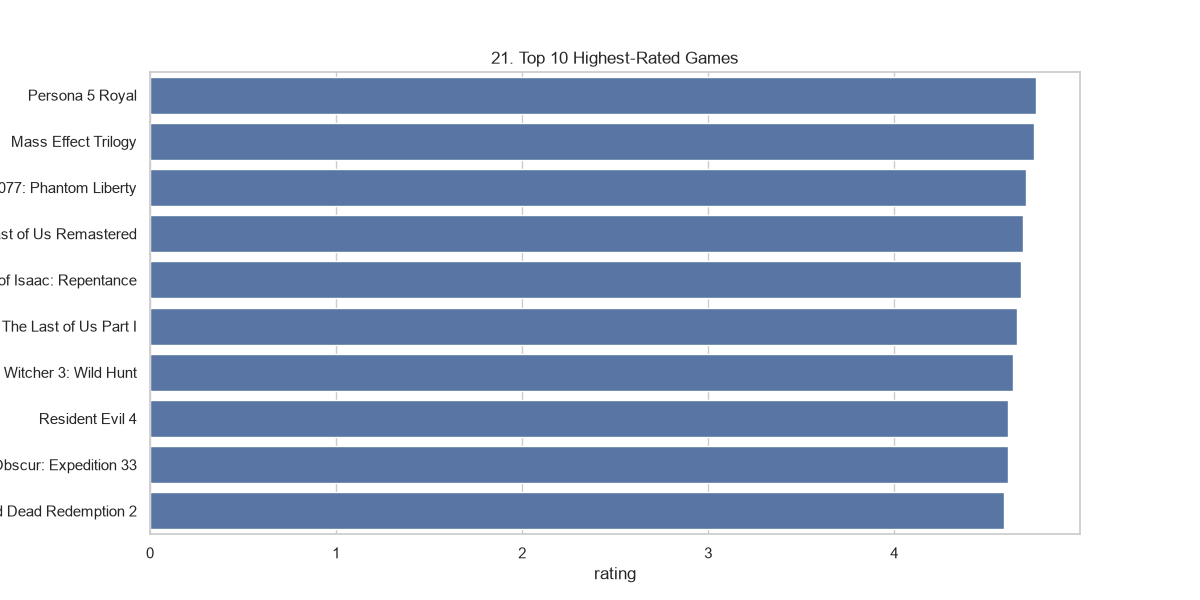 21. Top 10 Highest-Rated Games
Persona 5 Royal
Mass Effect Trilogy
077: Phantom Liberty
st of Us Remastered
of Isaac: Repentance
The Last of Us Part I
Witcher 3: Wild Hunt
Resident Evil 4
Obscur: Expedition 33
d Dead Redemption 2
0 1 2 3 4
rating